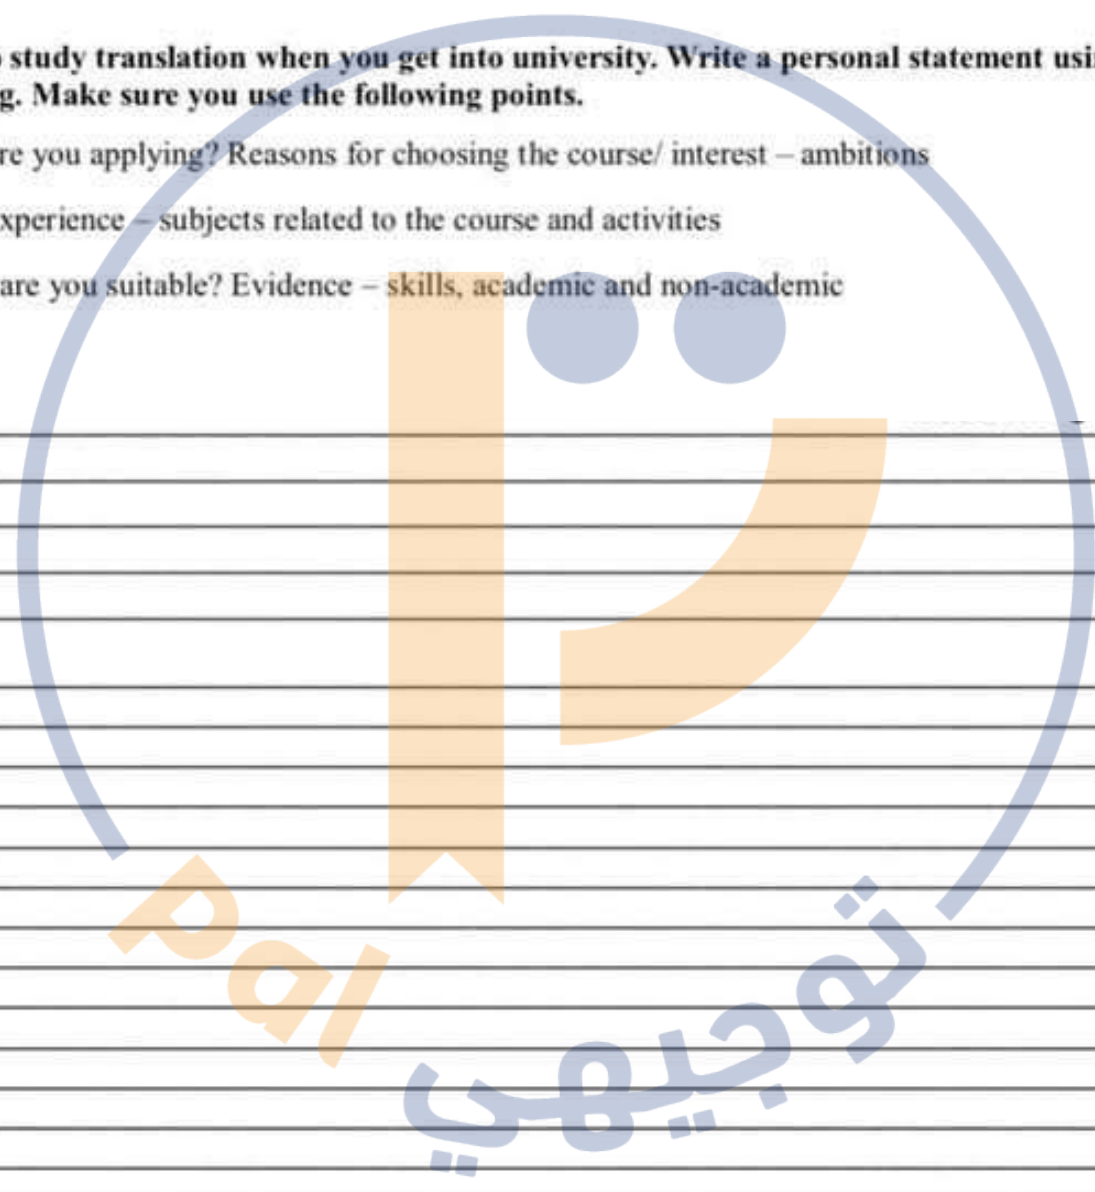 study translation when you get into university. Write a personal statement
g. Make sure you use the following points.
re you applying? Reasons for choosing the course/ interest – ambitions
xperience – subjects related to the course and activities
are you suitable? Evidence – skills, academic and non-academic
Pal
توجيهي